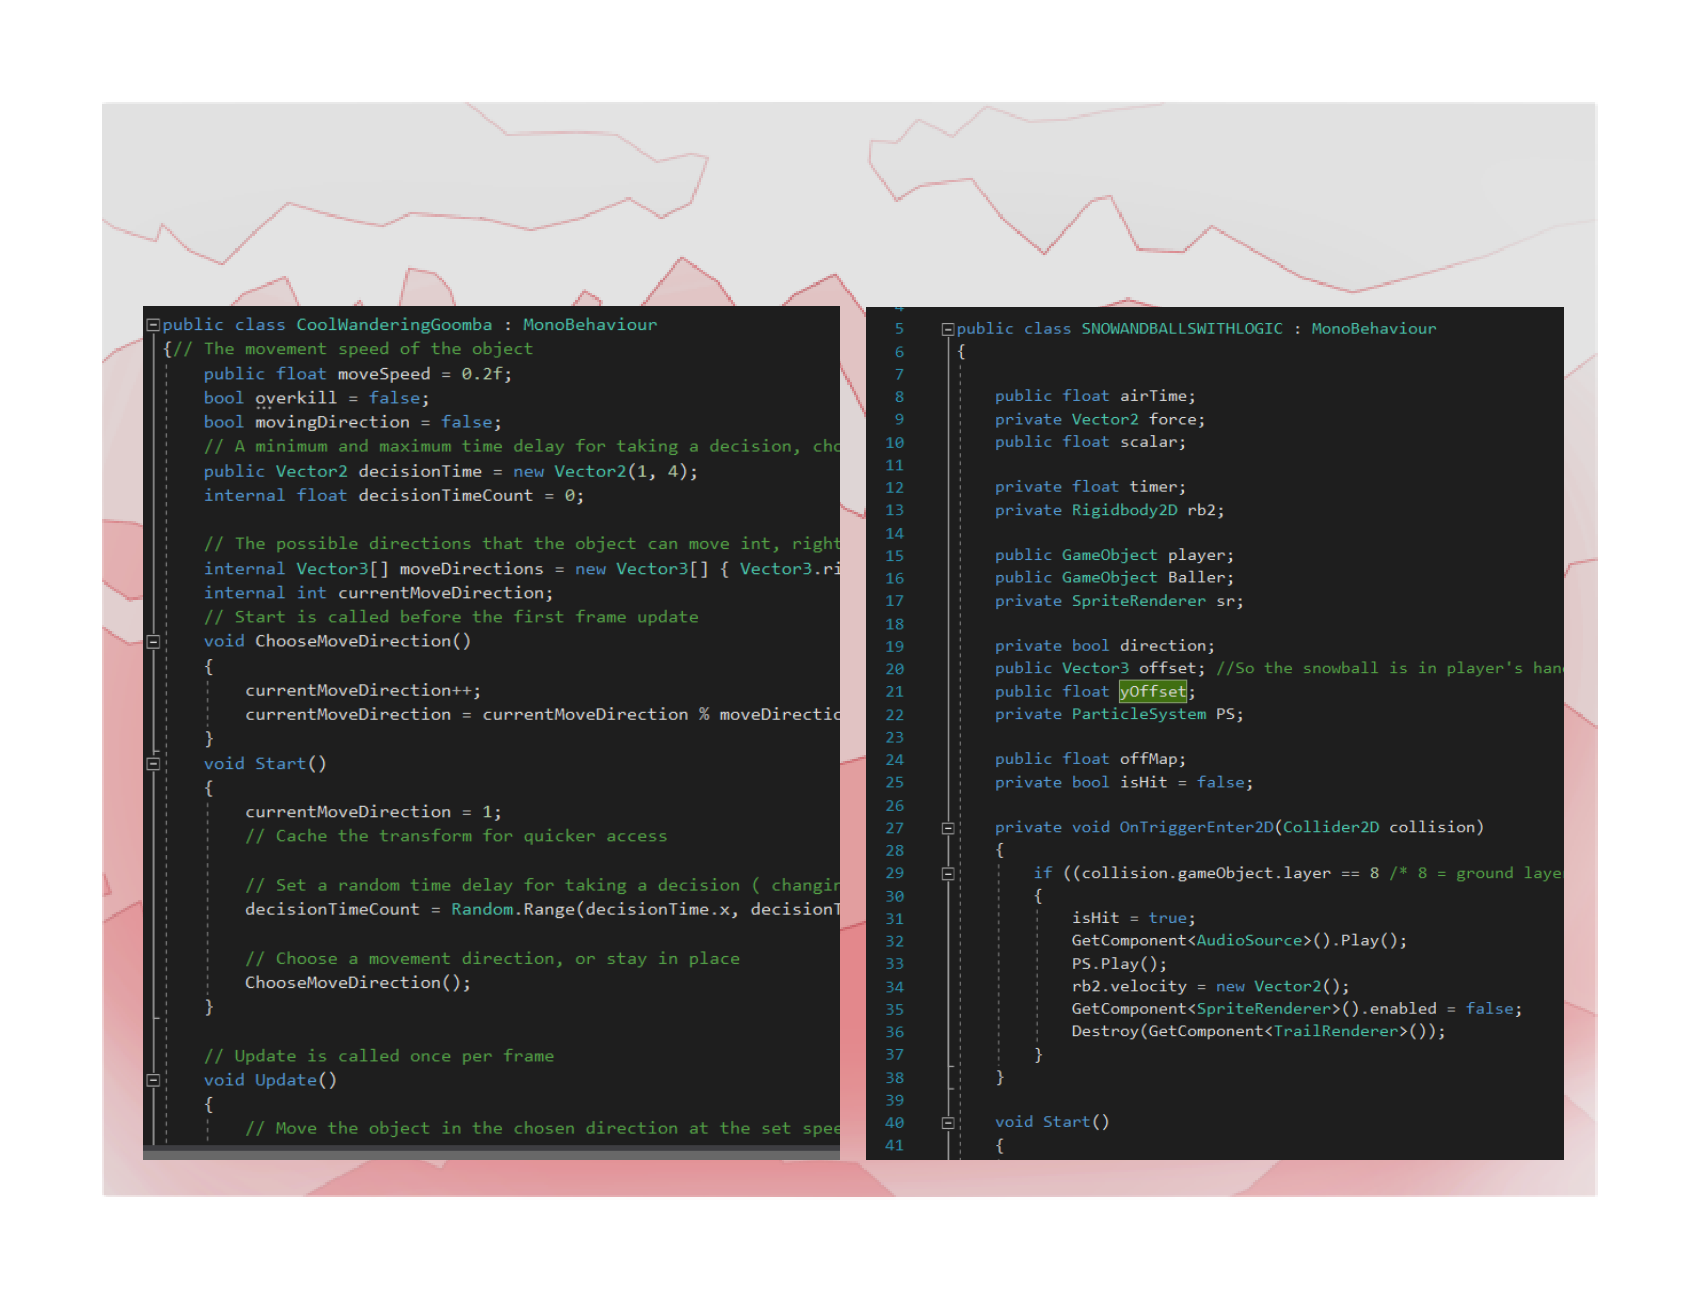 public class CoolWanderingGoomba : MonoBehaviour
{// The movement speed of the object
public float moveSpeed = 0.2f;
bool overkill = false;
bool movingDirection = false;
// A minimum and maximum time delay for taking a decision, cho
public Vector2 decisionTime = new Vector2(1, 4);
internal float decisionTimeCount = 0;
// The possible directions that the object can move int, right
internal Vector3[] moveDirections = new Vector3[] { Vector3.ri
internal int currentMoveDirection;
// Start is called before the first frame update
void ChooseMoveDirection()
{
currentMoveDirection++;
currentMoveDirection = currentMoveDirection % moveDirectio
}
void Start()
{
currentMoveDirection = 1;
// Cache the transform for quicker access
// Set a random time delay for taking a decision ( changin
decisionTimeCount = Random.Range(decisionTime.x, decisionT
// Choose a movement direction, or stay in place
ChooseMoveDirection();
}
// Update is called once per frame
void Update()
{
// Move the object in the chosen direction at the set spee
5 public class SNOWANDBALLSWITHLOGIC : MonoBehaviour
6 {
7
8 public float airTime;
9 private Vector2 force;
10 public float scalar;
11
12 private float timer;
13 private Rigidbody2D rb2;
14
15 public GameObject player;
16 public GameObject Baller;
17 private SpriteRenderer sr;
18
19 private bool direction;
20 public Vector3 offset; //So the snowball is in player's han
21 public float yOffset;
22 private ParticleSystem PS;
23
24 public float offMap;
25 private bool isHit = false;
26
27 private void OnTriggerEnter2D(Collider2D collision)
28 {
29 if ((collision.gameObject.layer == 8 /* 8 = ground laye
30 {
31 isHit = true;
32 GetComponent<AudioSource>().Play();
33 PS.Play();
34 rb2.velocity = new Vector2();
35 GetComponent<SpriteRenderer>().enabled = false;
36 Destroy(GetComponent<TrailRenderer>());
37 }
38 }
39
40 void Start()
41 {